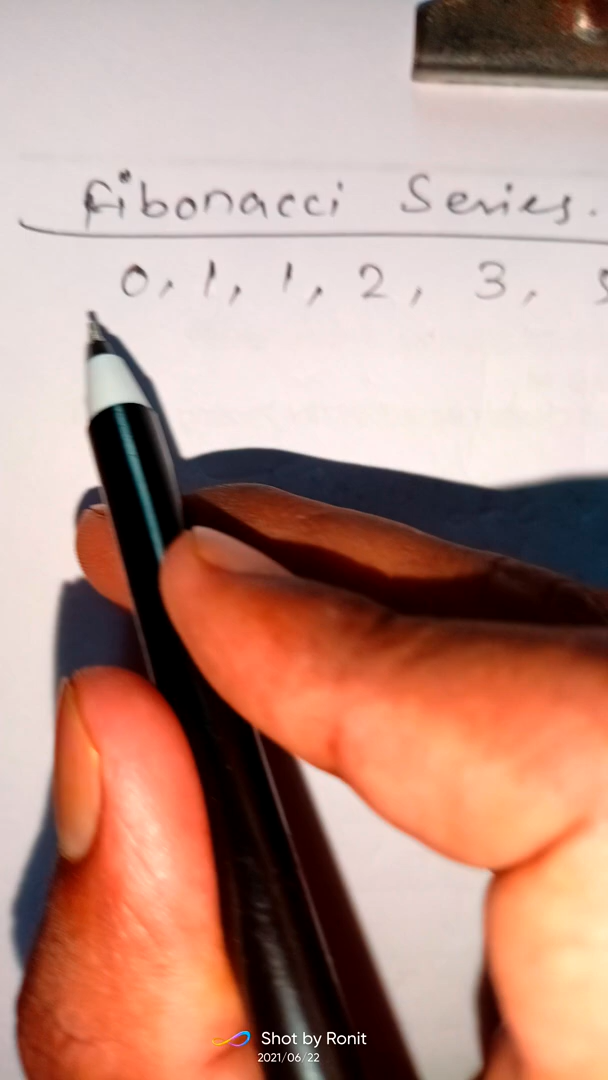 Fibonacci Series.
0, 1, 1, 2, 3,
Shot by Ronit
2021/06/22